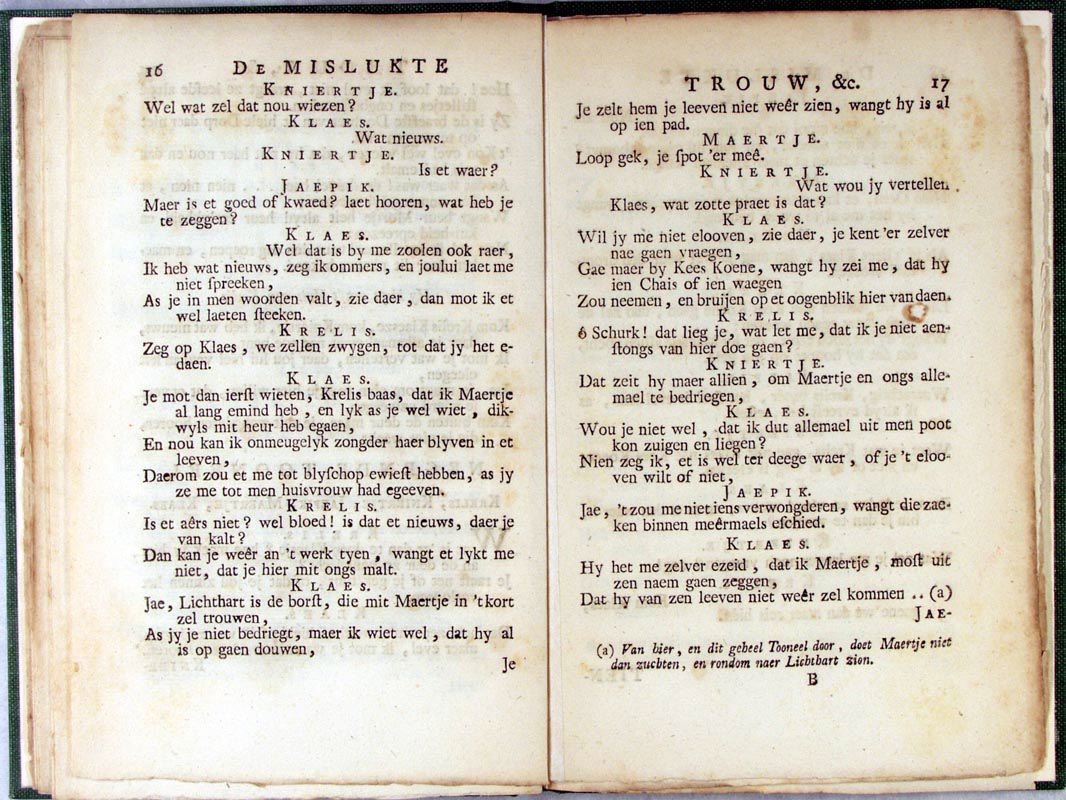 16 DE MISLUKTE
KNIERTJE.
Wel wat zel dat nou wiezen?
KLAES.
Wat nieuws.
KNIERTJE.
Is et waer?
JAEPIK.
Maer is et goed of kwaed? laet hooren, wat heb je
te zeggen?
KLAES.
Wel dat is by me zoolen ook raer,
Ik heb wat nieuws, zeg ik ommers, en joului laet me
niet ſpreeken,
As je in men woorden valt, zie daer, dan mot ik et
wel laeten ſteeken.
KRELIS.
Zeg op Klaes, we zellen zwygen, tot dat jy het e-
daen.
KLAES.
Je mot dan ierſt wieten, Krelis baas, dat ik Maertje
al lang emind heb, en lyk as je wel wiet, dik-
wyls mit heur heb egaen,
En nou kan ik onmeugelyk zongder haer blyven in et
leeven,
Daerom zou et me tot blyſchop ewieſt hebben, as jy
ze me tot men huisvrouw had egeeven.
KRELIS.
Is et aêrs niet? wel bloed! is dat et nieuws, daer je
van kalt?
Dan kan je weêr an 't werk tyen, wangt et lykt me
niet, dat je hier mit ongs malt.
KLAES.
Jae, Lichthart is de borſt, die mit Maertje in 't kort
zel trouwen,
As jy je niet bedriegt, maer ik wiet wel, dat hy al
is op gaen douwen,
Je
TROUW, &c. 17
Je zelt hem je leeven niet weêr zien, wangt hy is al
op ien pad.
MAERTJE.
Loop gek, je ſpot 'er meê.
KNIERTJE.
Wat wou jy vertellen
Klaes, wat zotte praet is dat?
KLAES.
Wil jy me niet elooven, zie daer, je kent 'er zelver
nae gaen vraegen,
Gae maer by Kees Koene, wangt hy zei me, dat hy
ien Chais of ien waegen
Zou neemen, en bruijen op et oogenblik hier van daen.
KRELIS.
ô Schurk! dat lieg je, wat let me, dat ik je niet aen-
ſtongs van hier doe gaen?
KNIERTJE.
Dat zeit hy maer allien, om Maertje en ongs alle-
mael te bedriegen,
KLAES.
Wou je niet wel, dat ik dut allemael uit men poot
kon zuigen en liegen?
Nien zeg ik, et is wel ter deege waer, of je 't eloo-
ven wilt of niet,
JAEPIK.
Jae, 't zou me niet iens verwongderen, wangt die zae-
ken binnen meêrmaels eſchied.
KLAES.
Hy het me zelver ezeid, dat ik Maertje, moſt uit
zen naem gaen zeggen,
Dat hy van zen leeven niet weêr zel kommen .. (a)
JAE-
(a) Van hier, en dit geheel Tooneel door, doet Maertje niet
dan zuchten, en rondom naer Lichtbart zion.
B